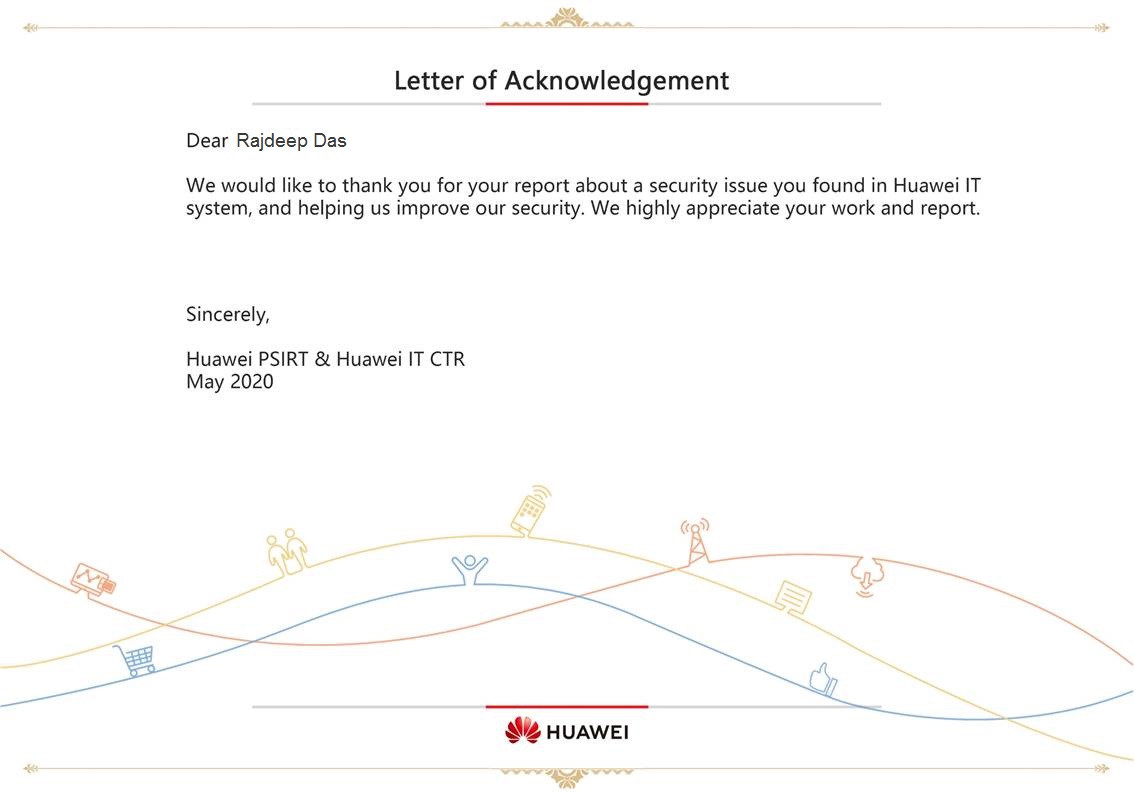 Letter of Acknowledgement
Dear Rajdeep Das
We would like to thank you for your report about a security issue you found in Huawei IT
system, and helping us improve our security. We highly appreciate your work and report.
Sincerely,
Huawei PSIRT & Huawei IT CTR
May 2020
HUAWEI